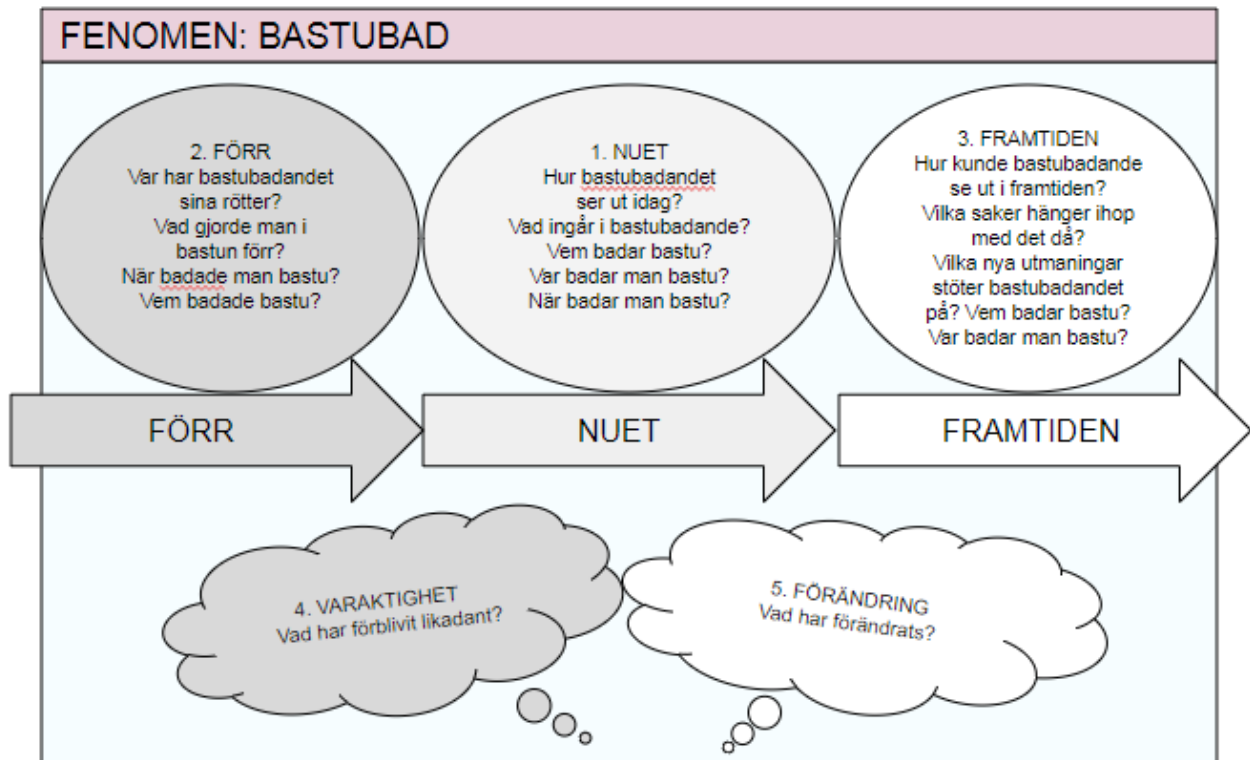 FENOMEN: BASTUBAD
2. FÖRR
Var har bastubadandet
sina rötter?
Vad gjorde man i
bastun förr?
När badade man bastu?
Vem badade bastu?
1. NUET
Hur bastubadandet
ser ut idag?
Vad ingår i bastubadande?
Vem badar bastu?
Var badar man bastu?
När badar man bastu?
3. FRAMTIDEN
Hur kunde bastubadande
se ut i framtiden?
Vilka saker hänger ihop
med det då?
Vilka nya utmaningar
stöter bastubadandet
på? Vem badar bastu?
Var badar man bastu?
FÖRR
NUET
FRAMTIDEN
4. VARAKTIGHET
Vad har förblivit likadant?
5. FÖRÄNDRING
Vad har förändrats?